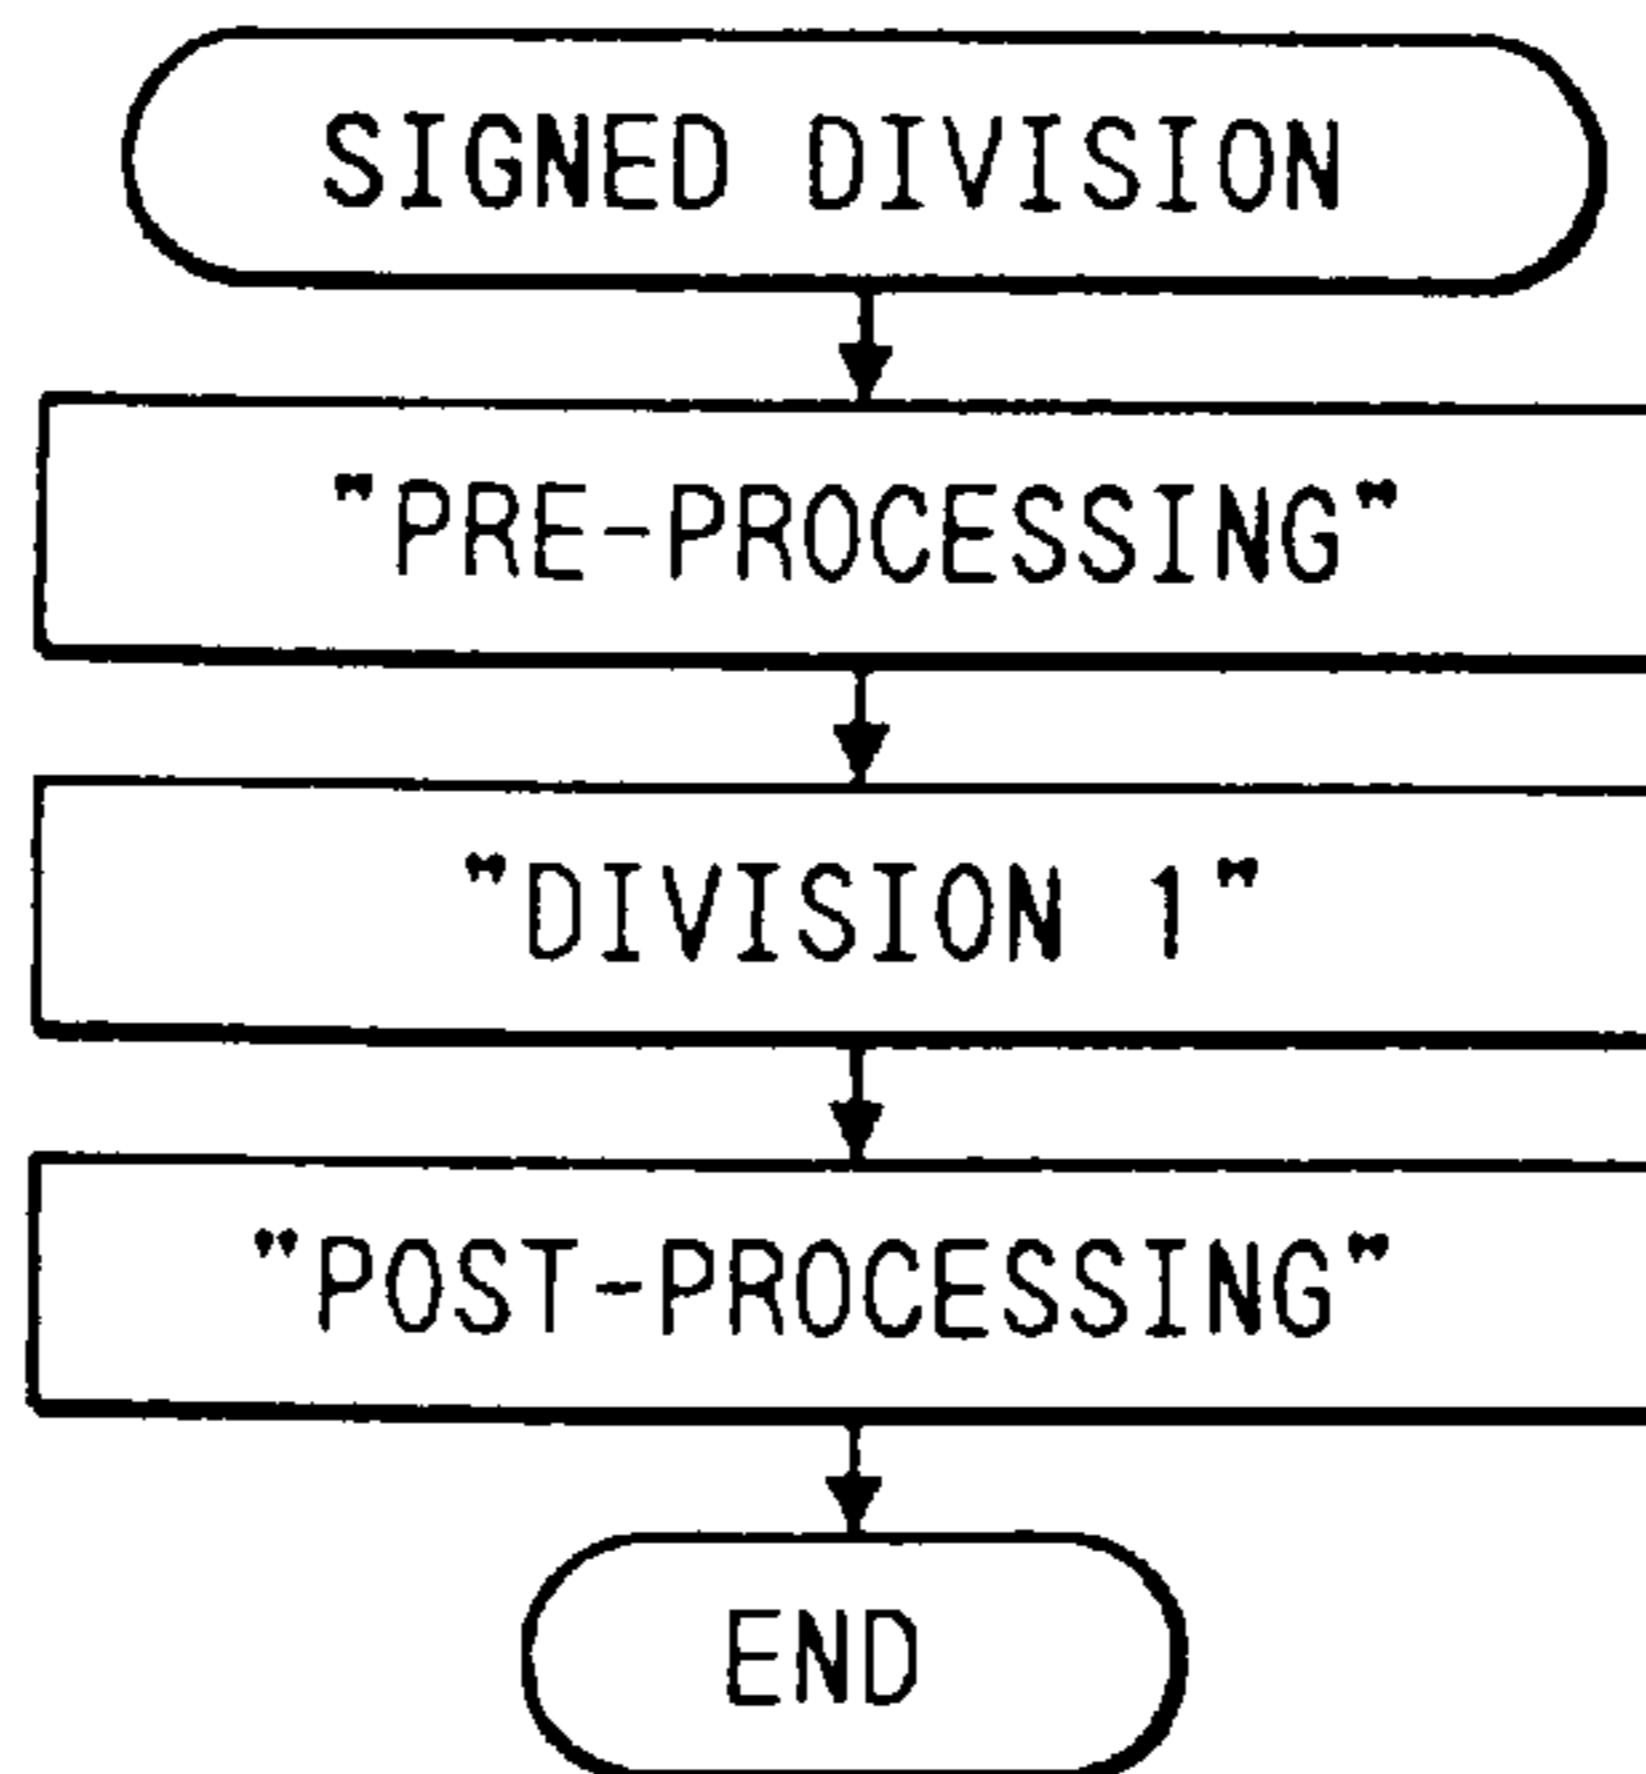 SIGNED DIVISION
"PRE-PROCESSING"
"DIVISION 1"
"POST-PROCESSING"
END